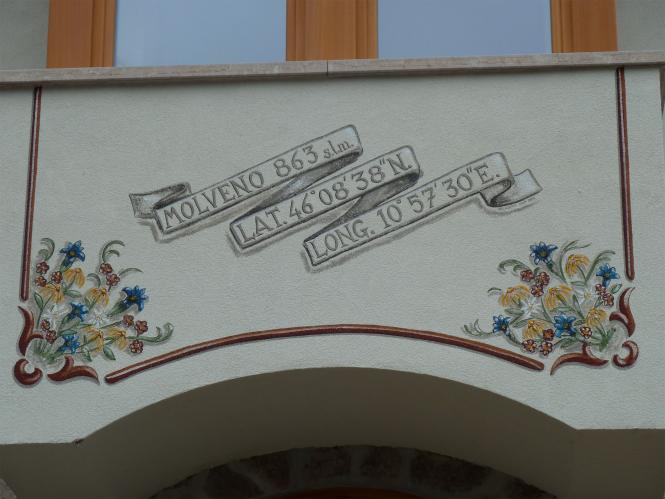 MOLVENO 863 s.l.m.
LAT. 46°08'38"N.
LONG. 10°57'30"E.